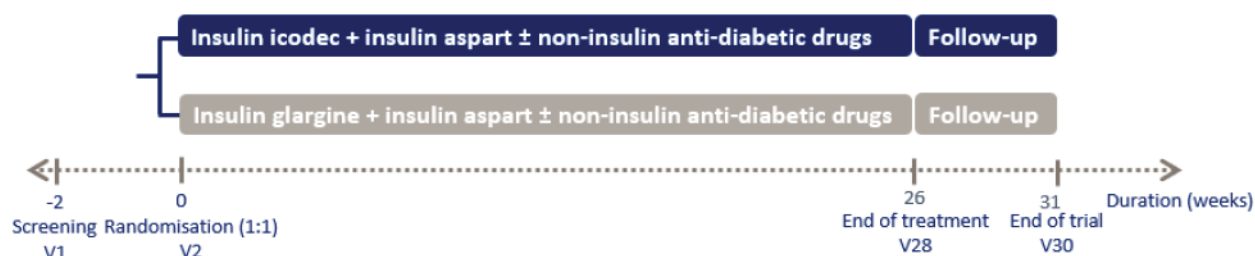 Insulin icodec + insulin aspart ± non-insulin anti-diabetic drugs Follow-up
Insulin glargine + insulin aspart ± non-insulin anti-diabetic drugs Follow-up
-2 0 26 31 Duration (weeks)
Screening Randomisation (1:1) End of treatment End of trial
V1 V2 V28 V30